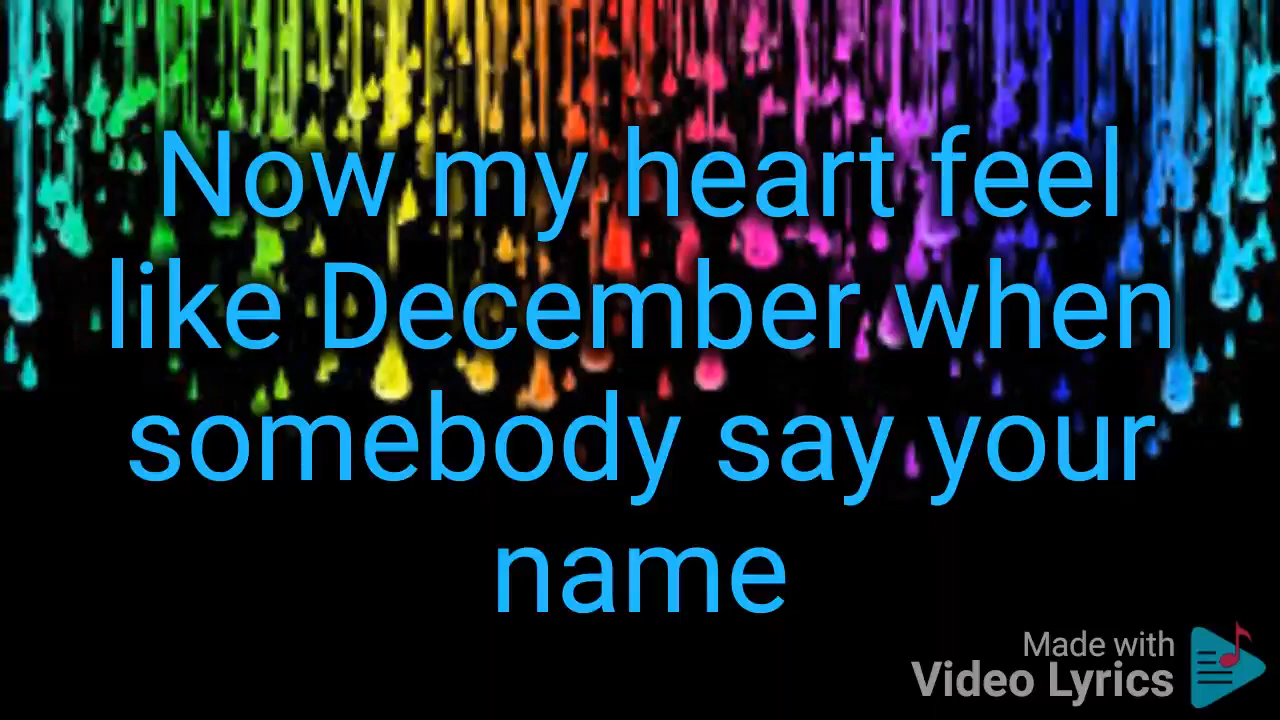 Now my heart feel
like December when
somebody say your
name
Made with
Video Lyrics